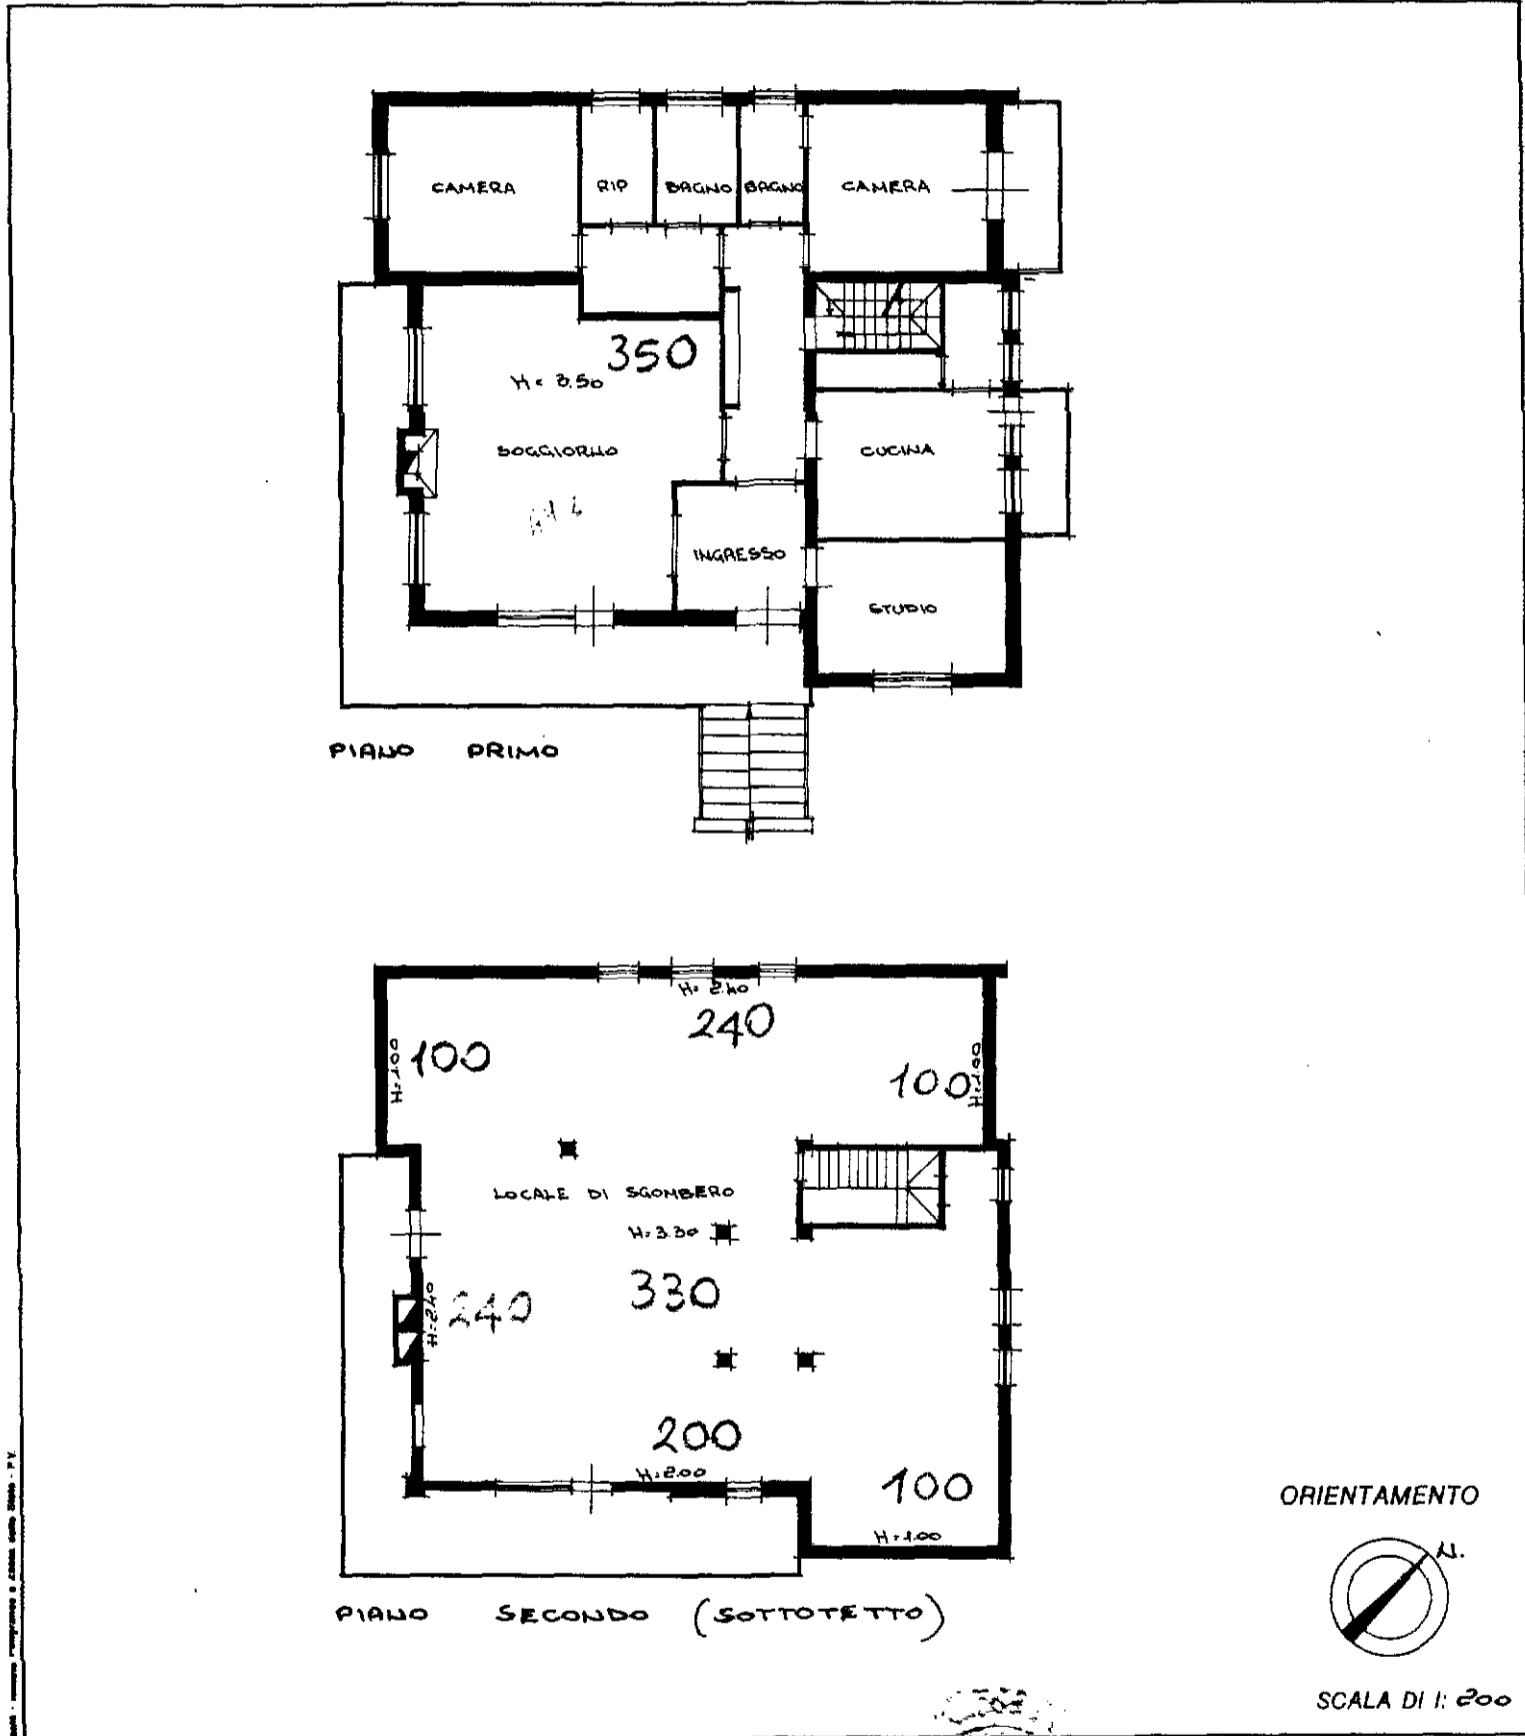 CAMERA
RIP
BAGNO
BAGNO
CAMERA
350
H= 3.50
SOGGIORNO
CUCINA
INGRESSO
STUDIO
PIANO PRIMO
H= 2.40
240
H=1.00
100
100
H=1.00
LOCALE DI SGOMBERO
H=3.30
330
H=2.40
240
200
H=2.00
100
H=1.00
PIANO SECONDO (SOTTOTETTO)
ORIENTAMENTO
N.
SCALA DI 1: 200